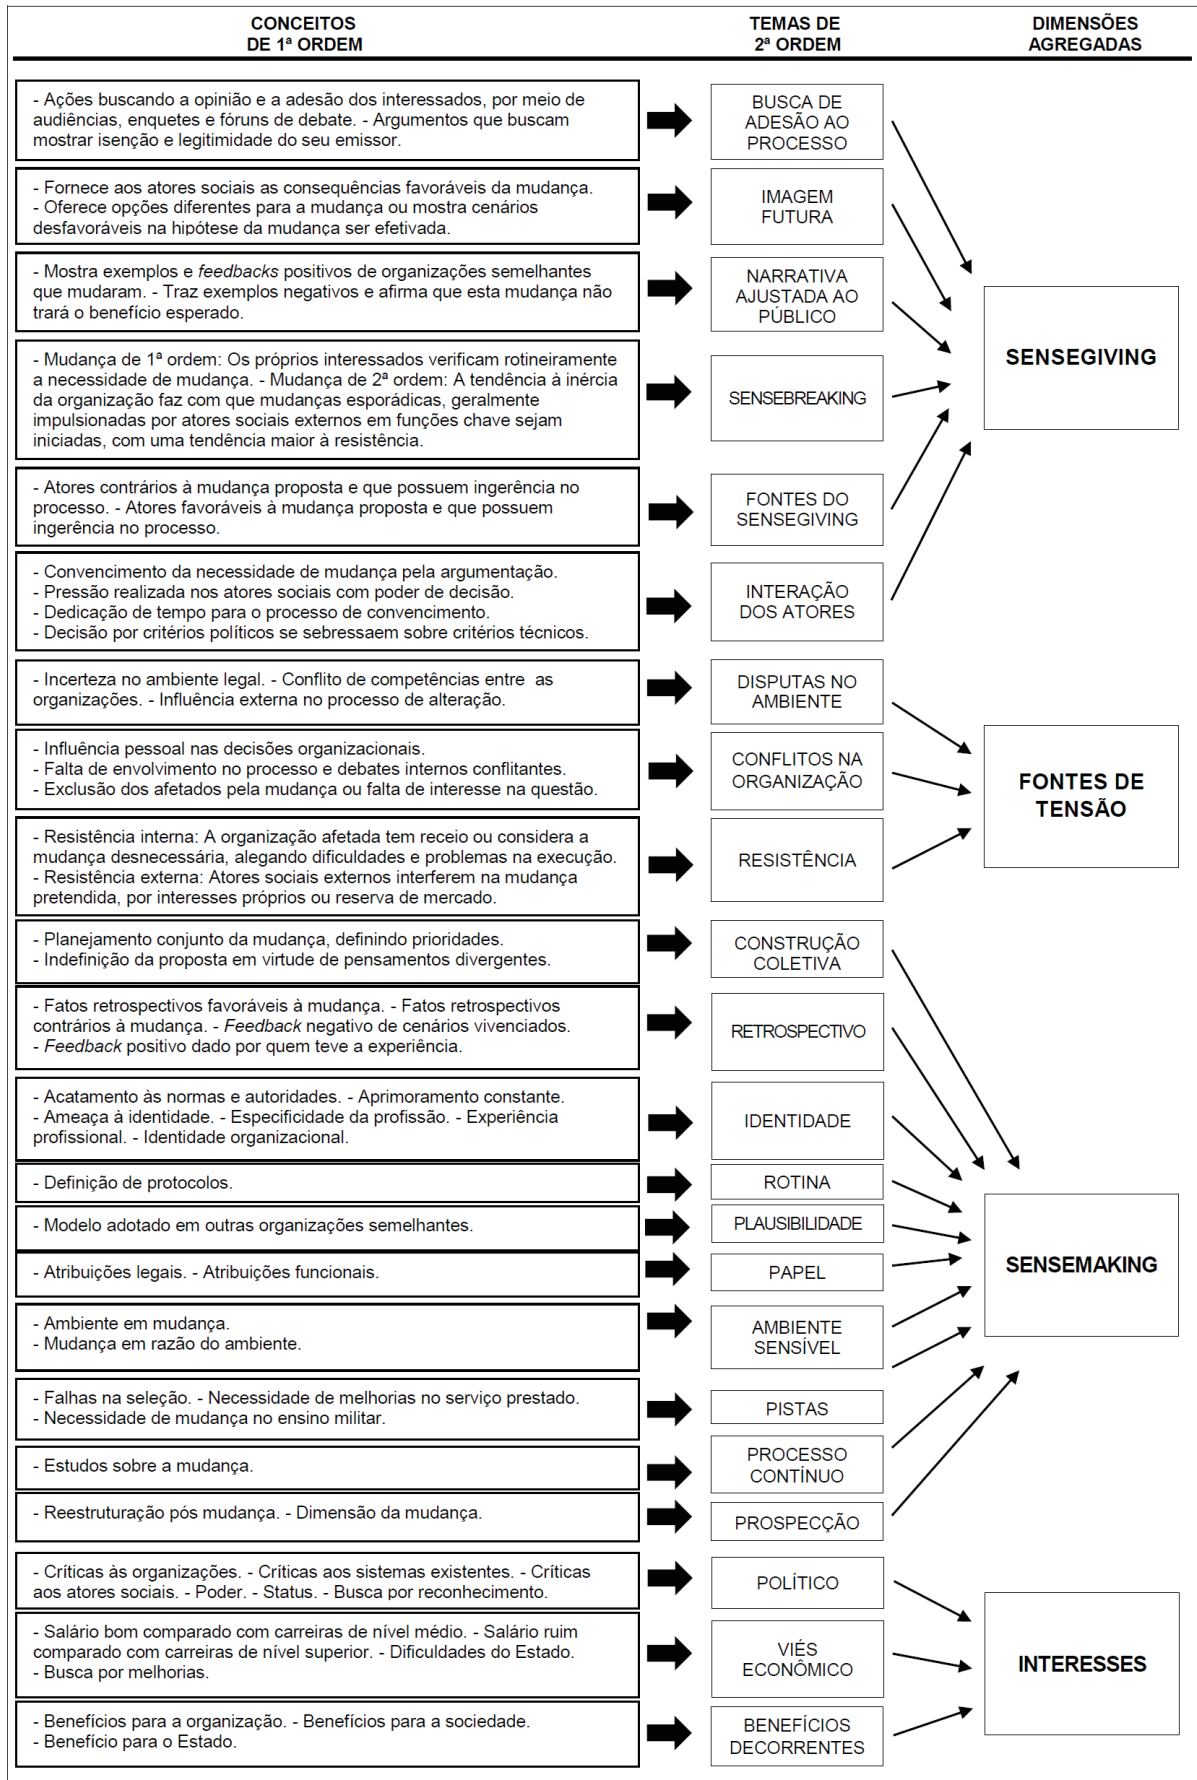 CONCEITOS
DE 1ª ORDEM
TEMAS DE
2ª ORDEM
DIMENSÕES
AGREGADAS
- Ações buscando a opinião e a adesão dos interessados, por meio de
audiências, enquetes e fóruns de debate. - Argumentos que buscam
mostrar isenção e legitimidade do seu emissor.
BUSCA DE
ADESÃO AO
PROCESSO
- Fornece aos atores sociais as consequências favoráveis da mudança.
- Oferece opções diferentes para a mudança ou mostra cenários
desfavoráveis na hipótese da mudança ser efetivada.
IMAGEM
FUTURA
- Mostra exemplos e feedbacks positivos de organizações semelhantes
que mudaram. - Traz exemplos negativos e afirma que esta mudança não
trará o benefício esperado.
NARRATIVA
AJUSTADA AO
PÚBLICO
- Mudança de 1ª ordem: Os próprios interessados verificam rotineiramente
a necessidade de mudança. - Mudança de 2ª ordem: A tendência à inércia
da organização faz com que mudanças esporádicas, geralmente
impulsionadas por atores sociais externos em funções chave sejam
iniciadas, com uma tendência maior à resistência.
SENSEBREAKING
- Atores contrários à mudança proposta e que possuem ingerência no
processo. - Atores favoráveis à mudança proposta e que possuem
ingerência no processo.
FONTES DO
SENSEGIVING
- Convencimento da necessidade de mudança pela argumentação.
- Pressão realizada nos atores sociais com poder de decisão.
- Dedicação de tempo para o processo de convencimento.
- Decisão por critérios políticos se sebressaem sobre critérios técnicos.
INTERAÇÃO
DOS ATORES
SENSEGIVING
- Incerteza no ambiente legal. - Conflito de competências entre as
organizações. - Influência externa no processo de alteração.
DISPUTAS NO
AMBIENTE
- Influência pessoal nas decisões organizacionais.
- Falta de envolvimento no processo e debates internos conflitantes.
- Exclusão dos afetados pela mudança ou falta de interesse na questão.
CONFLITOS NA
ORGANIZAÇÃO
- Resistência interna: A organização afetada tem receio ou considera a
mudança desnecessária, alegando dificuldades e problemas na execução.
- Resistência externa: Atores sociais externos interferem na mudança
pretendida, por interesses próprios ou reserva de mercado.
RESISTÊNCIA
FONTES DE
TENSÃO
- Planejamento conjunto da mudança, definindo prioridades.
- Indefinição da proposta em virtude de pensamentos divergentes.
CONSTRUÇÃO
COLETIVA
- Fatos retrospectivos favoráveis à mudança. - Fatos retrospectivos
contrários à mudança. - Feedback negativo de cenários vivenciados.
- Feedback positivo dado por quem teve a experiência.
RETROSPECTIVO
- Acatamento às normas e autoridades. - Aprimoramento constante.
- Ameaça à identidade. - Especificidade da profissão. - Experiência
profissional. - Identidade organizacional.
IDENTIDADE
- Definição de protocolos.
ROTINA
- Modelo adotado em outras organizações semelhantes.
PLAUSIBILIDADE
- Atribuições legais. - Atribuições funcionais.
PAPEL
- Ambiente em mudança.
- Mudança em razão do ambiente.
AMBIENTE
SENSÍVEL
- Falhas na seleção. - Necessidade de melhorias no serviço prestado.
- Necessidade de mudança no ensino militar.
PISTAS
- Estudos sobre a mudança.
PROCESSO
CONTÍNUO
- Reestruturação pós mudança. - Dimensão da mudança.
PROSPECÇÃO
SENSEMAKING
- Críticas às organizações. - Críticas aos sistemas existentes. - Críticas
aos atores sociais. - Poder. - Status. - Busca por reconhecimento.
POLÍTICO
- Salário bom comparado com carreiras de nível médio. - Salário ruim
comparado com carreiras de nível superior. - Dificuldades do Estado.
- Busca por melhorias.
VIÉS
ECONÔMICO
- Benefícios para a organização. - Benefícios para a sociedade.
- Benefício para o Estado.
BENEFÍCIOS
DECORRENTES
INTERESSES